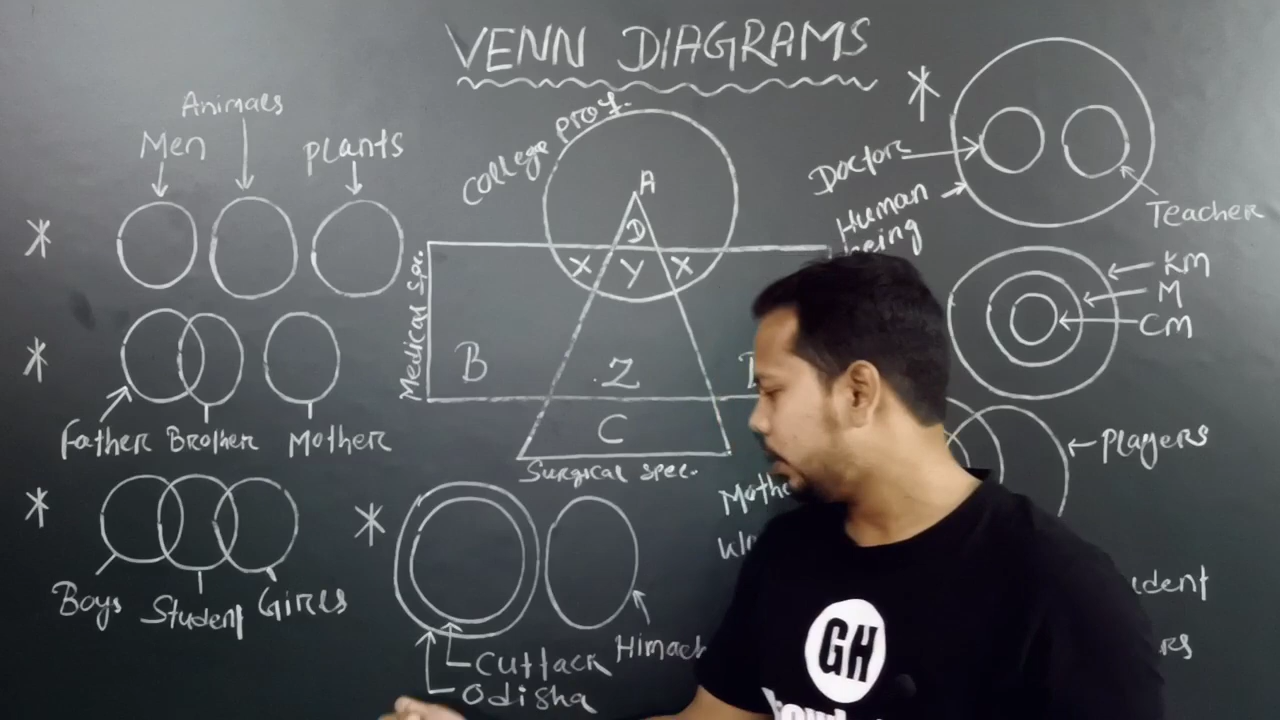 VENN DIAGRAMS
Animals
Men
plants
College prof.
Doctors
Human
being
Teacher
A
D
X Y X
Medical spec.
B
Z
C
Surgical spec.
KM
M
CM
Father Brother Mother
Players
Boys Student Girls
Cuttack
Odisha
GH